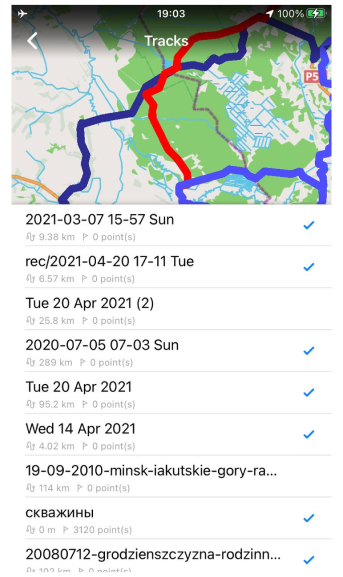 19:03
100%
Tracks
P5
2021-03-07 15-57 Sun
9.38 km 0 point(s)
rec/2021-04-20 17-11 Tue
6.57 km 0 point(s)
Tue 20 Apr 2021 (2)
25.8 km 0 point(s)
2020-07-05 07-03 Sun
289 km 0 point(s)
Tue 20 Apr 2021
95.2 km 0 point(s)
Wed 14 Apr 2021
4.02 km 0 point(s)
19-09-2010-minsk-iakutskie-gory-ra...
114 km 0 point(s)
скважины
0 m 3120 point(s)
20080712-grodzienszczyzna-rodzinn...
102 km 0 point(s)